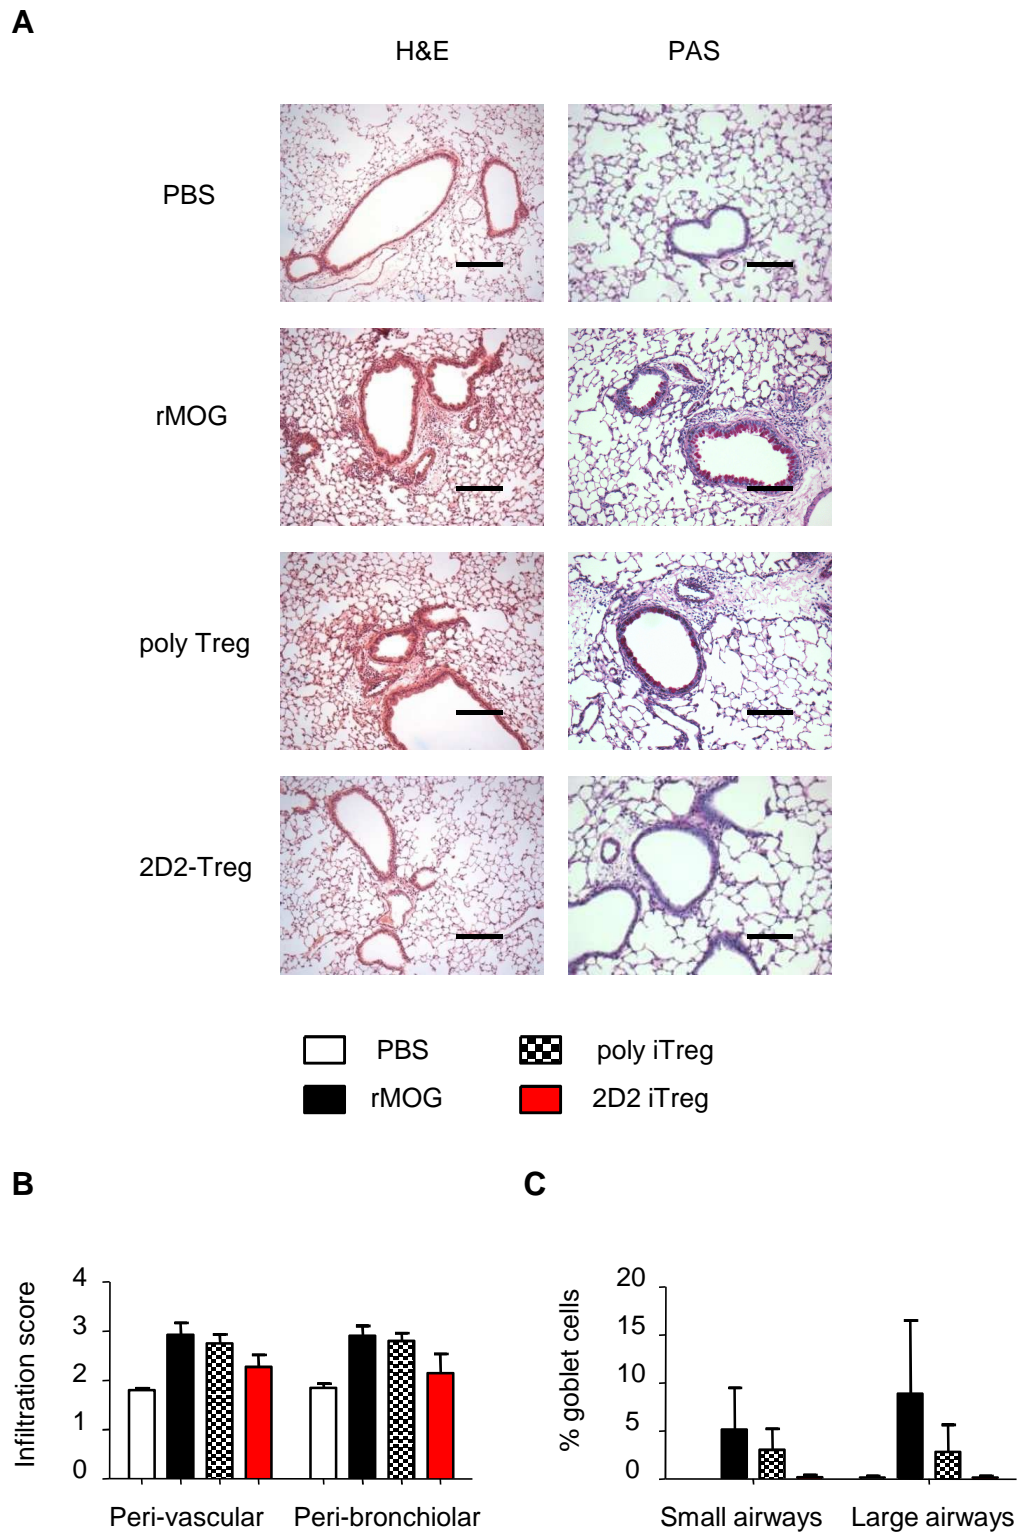 A
H&E PAS
PBS
rMOG
poly Treg
2D2-Treg
PBS poly iTreg
rMOG 2D2 iTreg
B C
Infiltration score
4
3
2
1
0
Peri-vascular Peri-bronchiolar
% goblet cells
20
15
10
5
0
Small airways Large airways